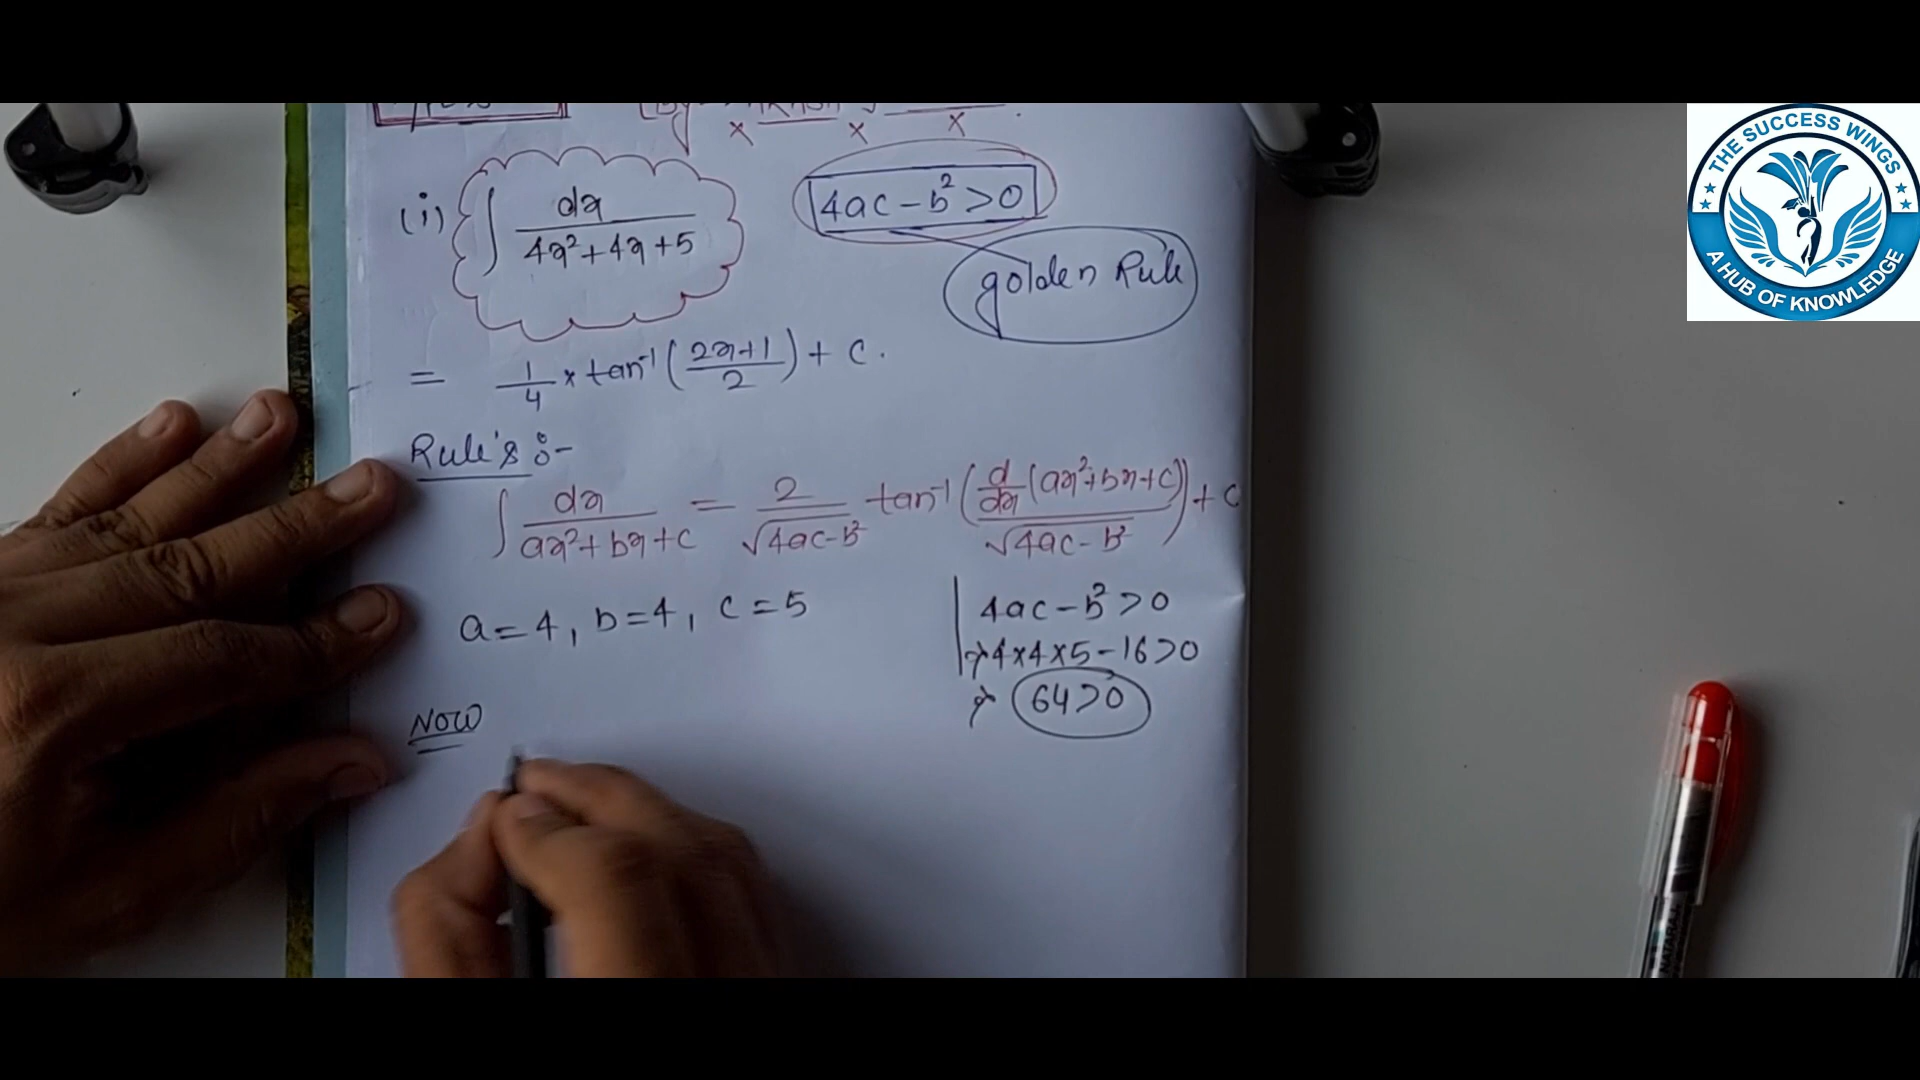 (i) ∫ dx / (4x² + 4x + 5)
4ac - b² > 0
golden Rule
= 1/4 × tan⁻¹ ((2x+1)/2) + c.
Rule's :-
∫ dx / (ax² + bx + c) = 2/√(4ac-b²) tan⁻¹ ((d/dx (ax² + bx + c)) / √(4ac-b²)) + c
a = 4, b = 4, c = 5
4ac - b² > 0
⇒ 4×4×5 - 16 > 0
⇒ 64 > 0
Now
THE SUCCESS WINGS
A HUB OF KNOWLEDGE